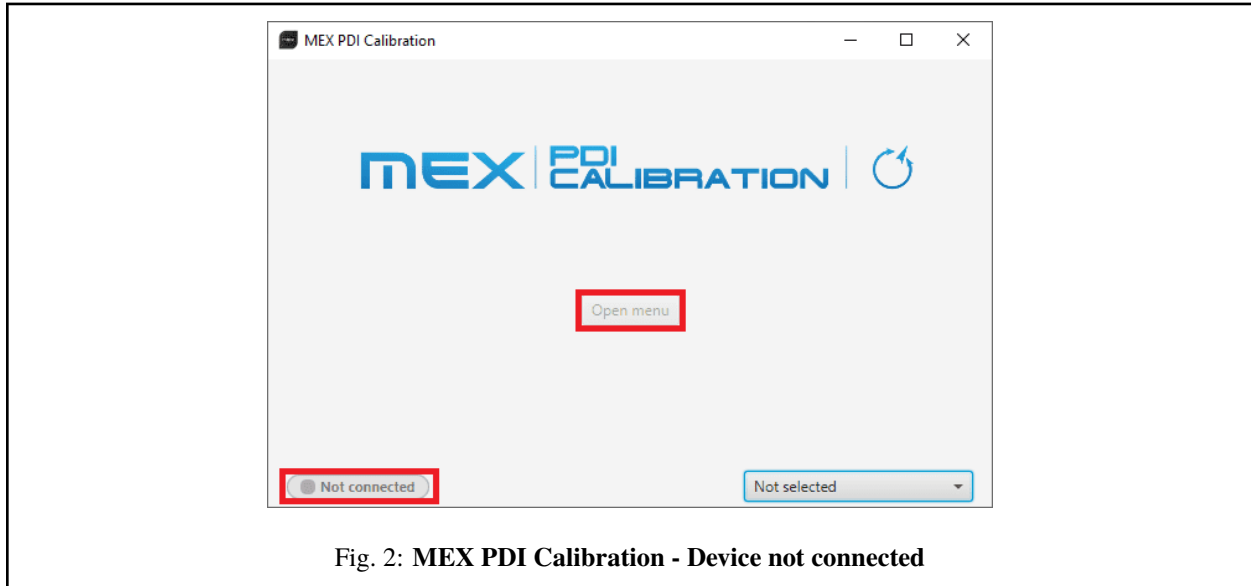 MEX PDI Calibration
MEX PDI
CALIBRATION
Open menu
Not connected
Not selected
Fig. 2: MEX PDI Calibration - Device not connected